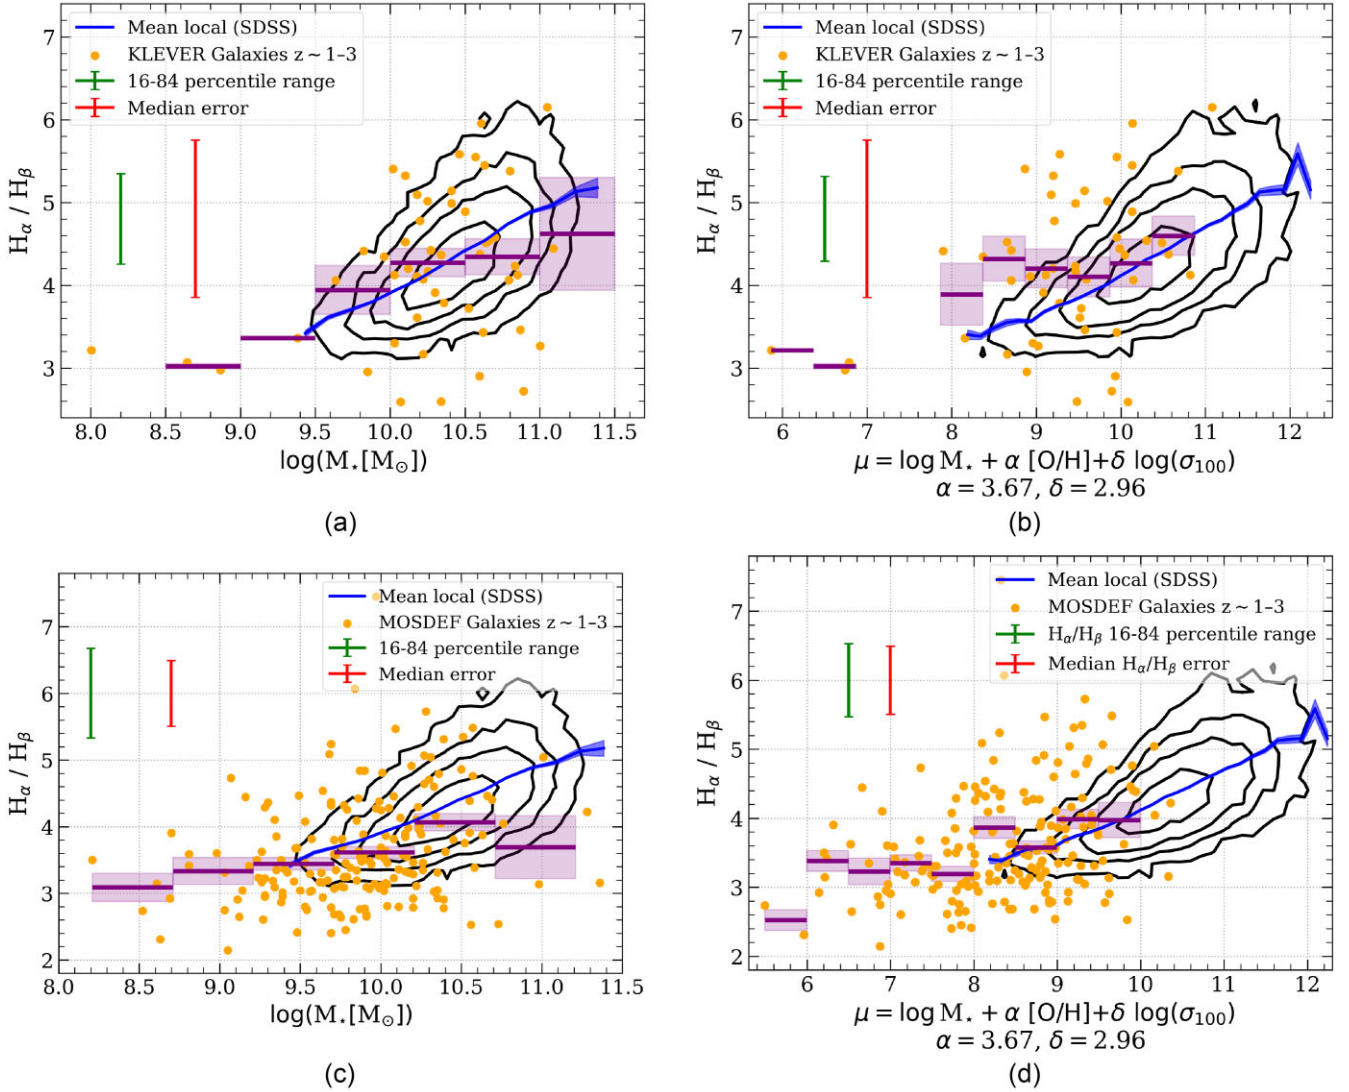 Mean local (SDSS)
KLEVER Galaxies z ~ 1–3
16-84 percentile range
Median error
7
6
5
4
3
Hα / Hβ
8.0 8.5 9.0 9.5 10.0 10.5 11.0 11.5
log(M⋆[M⊙])
(a)
Mean local (SDSS)
KLEVER Galaxies z ~ 1–3
16-84 percentile range
Median error
7
6
5
4
3
Hα / Hβ
6 7 8 9 10 11 12
μ = log M⋆ + α [O/H]+δ log(σ100)
α = 3.67, δ = 2.96
(b)
Mean local (SDSS)
MOSDEF Galaxies z ~ 1–3
16-84 percentile range
Median error
7
6
5
4
3
2
Hα / Hβ
8.0 8.5 9.0 9.5 10.0 10.5 11.0 11.5
log(M⋆[M⊙])
(c)
Mean local (SDSS)
MOSDEF Galaxies z ~ 1–3
Hα/Hβ 16-84 percentile range
Median Hα/Hβ error
7
6
5
4
3
2
Hα / Hβ
6 7 8 9 10 11 12
μ = log M⋆ + α [O/H]+δ log(σ100)
α = 3.67, δ = 2.96
(d)